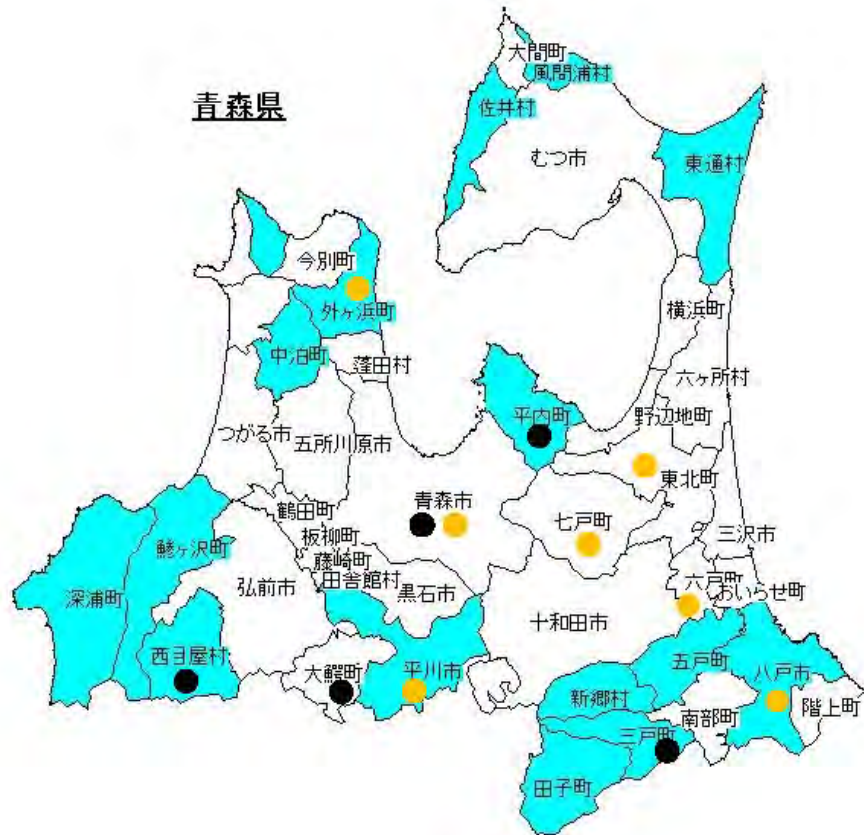 大間町
風間浦村
青森県
佐井村
むつ市
東通村
今別町
外ヶ浜町
横浜町
中泊町
蓬田村
六ヶ所村
平内町
野辺地町
つがる市
五所川原市
東北町
青森市
鶴田町
七戸町
板柳町
三沢市
鰺ヶ沢町
藤崎町
六戸町
田舎館村
おいらせ町
深浦町
弘前市
黒石市
十和田市
西目屋村
五戸町
大鰐町
平川市
八戸市
新郷村
階上町
南部町
三戸町
田子町